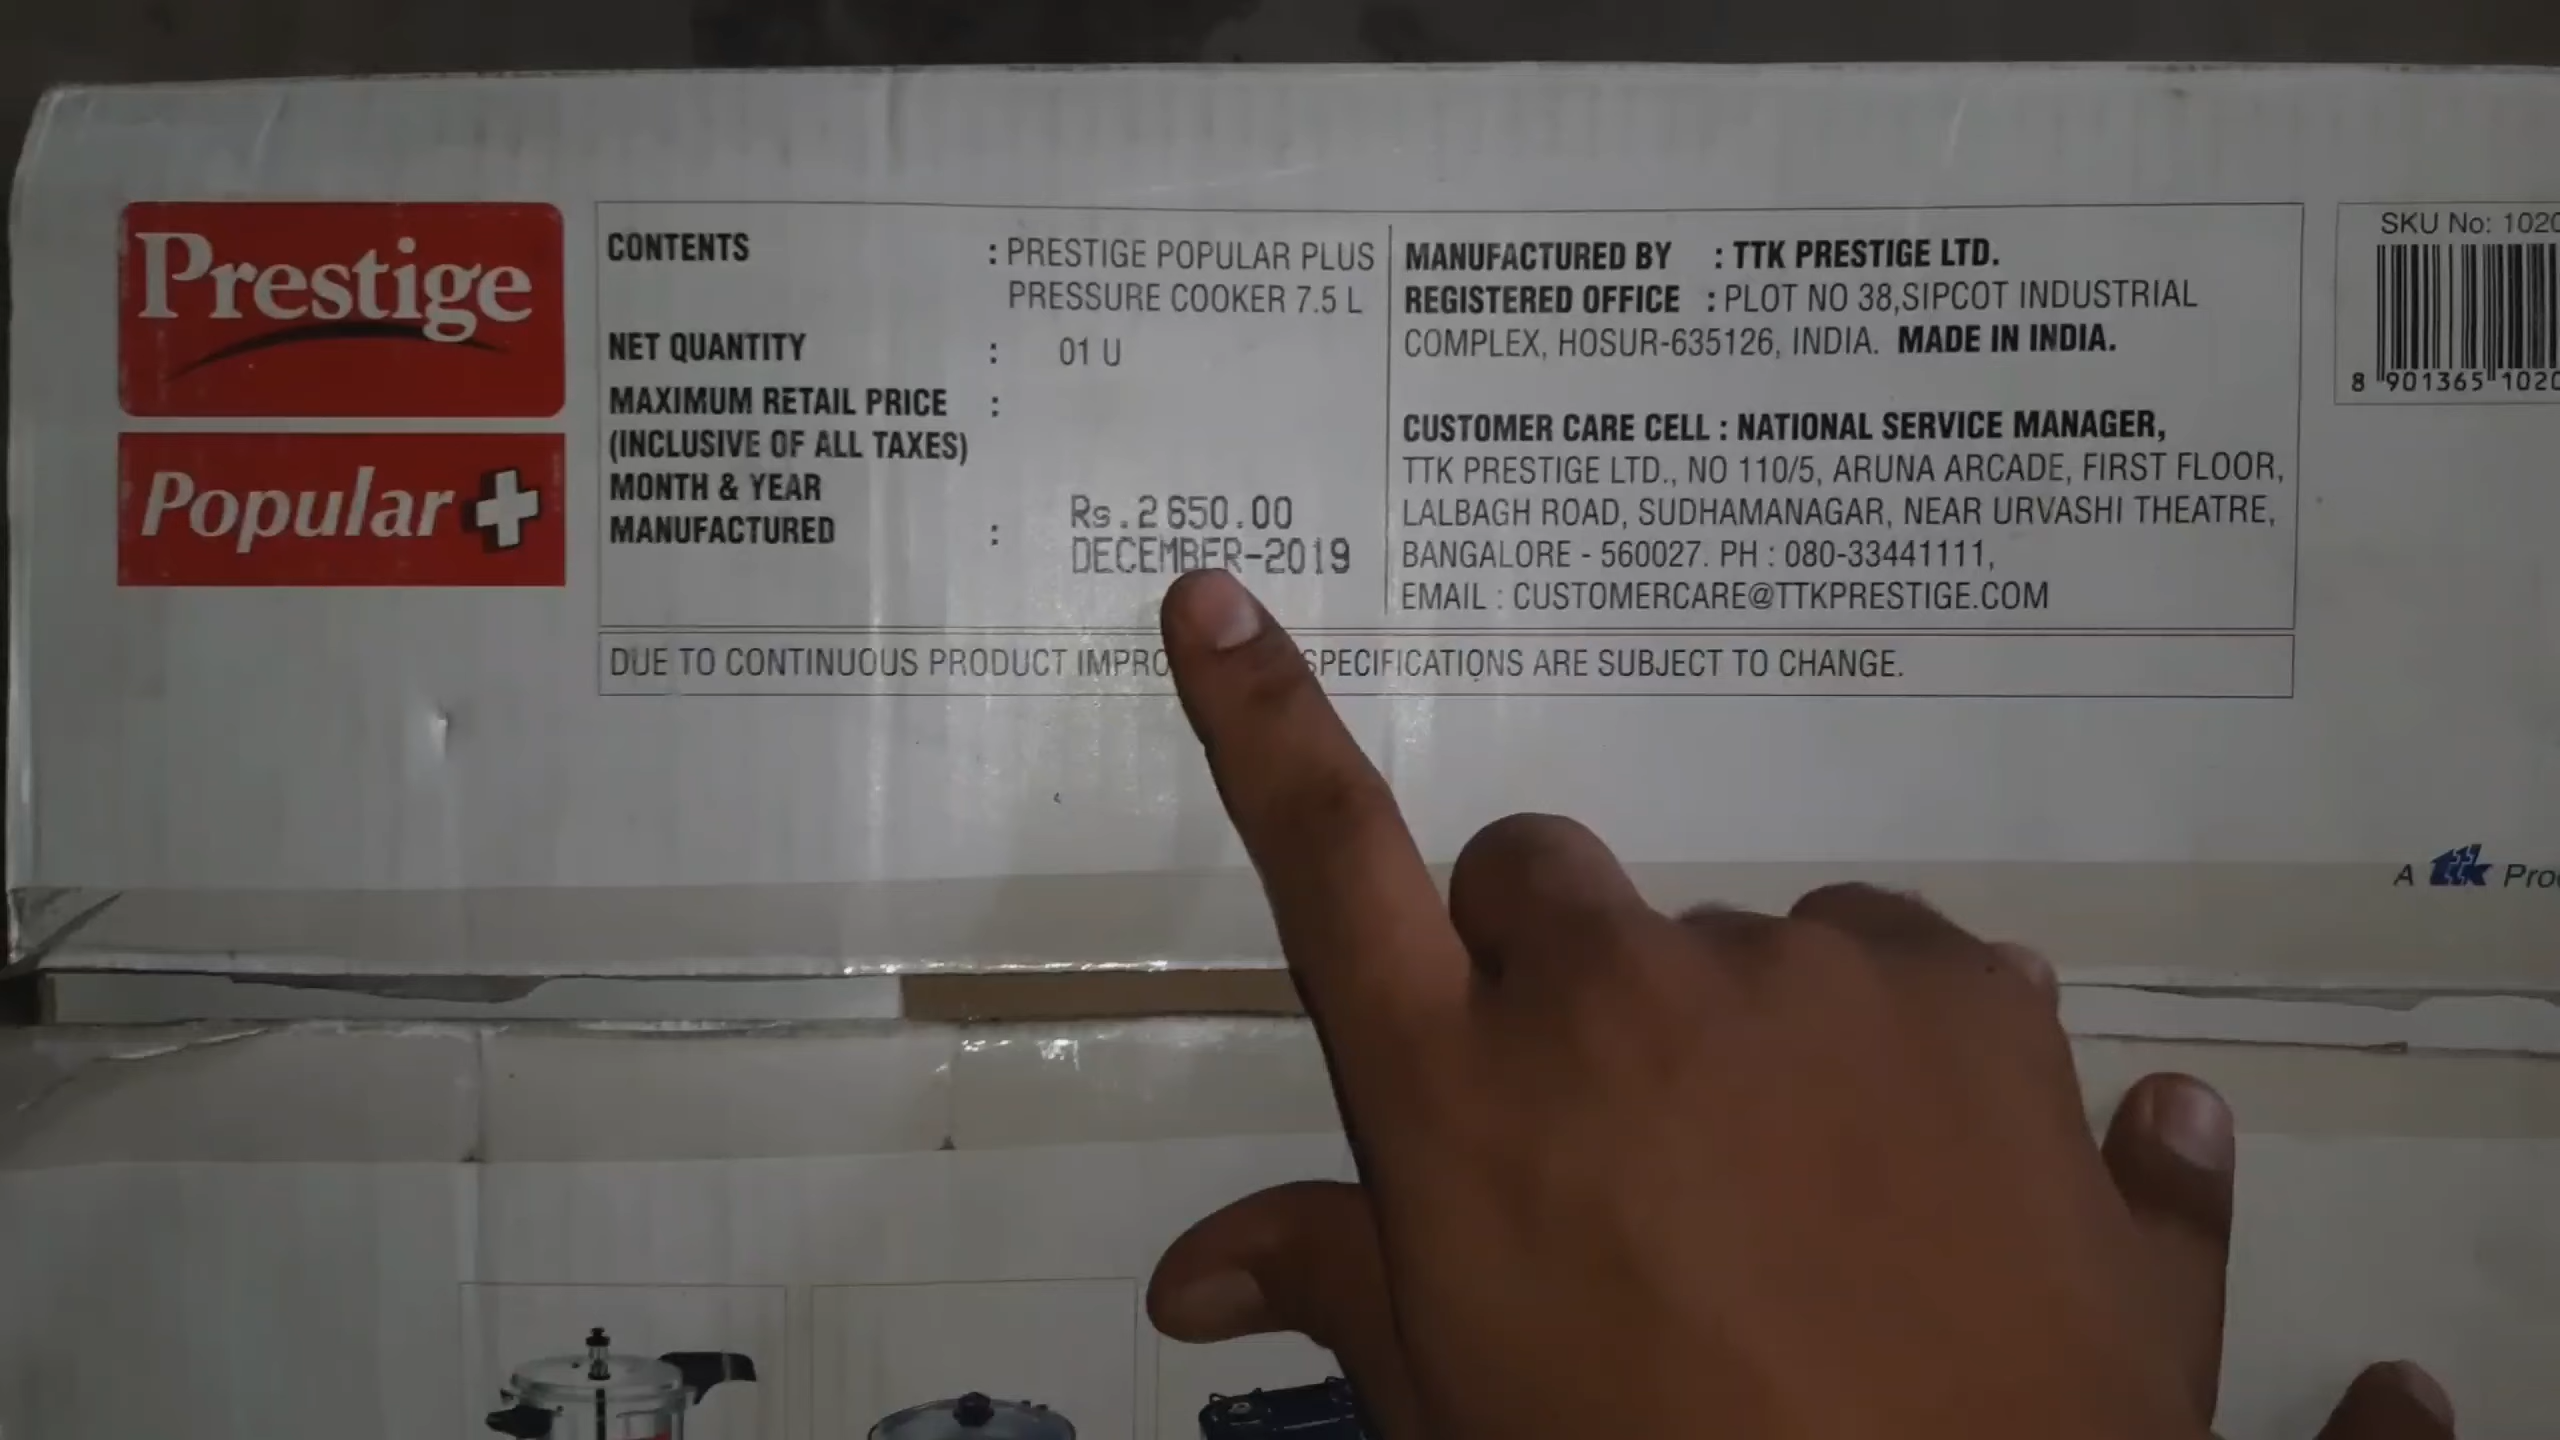 Prestige
Popular +
CONTENTS : PRESTIGE POPULAR PLUS
PRESSURE COOKER 7.5 L
NET QUANTITY : 01 U
MAXIMUM RETAIL PRICE :
(INCLUSIVE OF ALL TAXES)
MONTH & YEAR
Rs.2650.00
MANUFACTURED :
DECEMBER-2019
MANUFACTURED BY : TTK PRESTIGE LTD.
REGISTERED OFFICE : PLOT NO 38,SIPCOT INDUSTRIAL
COMPLEX, HOSUR-635126, INDIA. MADE IN INDIA.
CUSTOMER CARE CELL : NATIONAL SERVICE MANAGER,
TTK PRESTIGE LTD., NO 110/5, ARUNA ARCADE, FIRST FLOOR,
LALBAGH ROAD, SUDHAMANAGAR, NEAR URVASHI THEATRE,
BANGALORE - 560027. PH : 080-33441111,
EMAIL : CUSTOMERCARE@TTKPRESTIGE.COM
DUE TO CONTINUOUS PRODUCT SPECIFICATIONS ARE SUBJECT TO CHANGE.
SKU No:
8 901365
A ttk